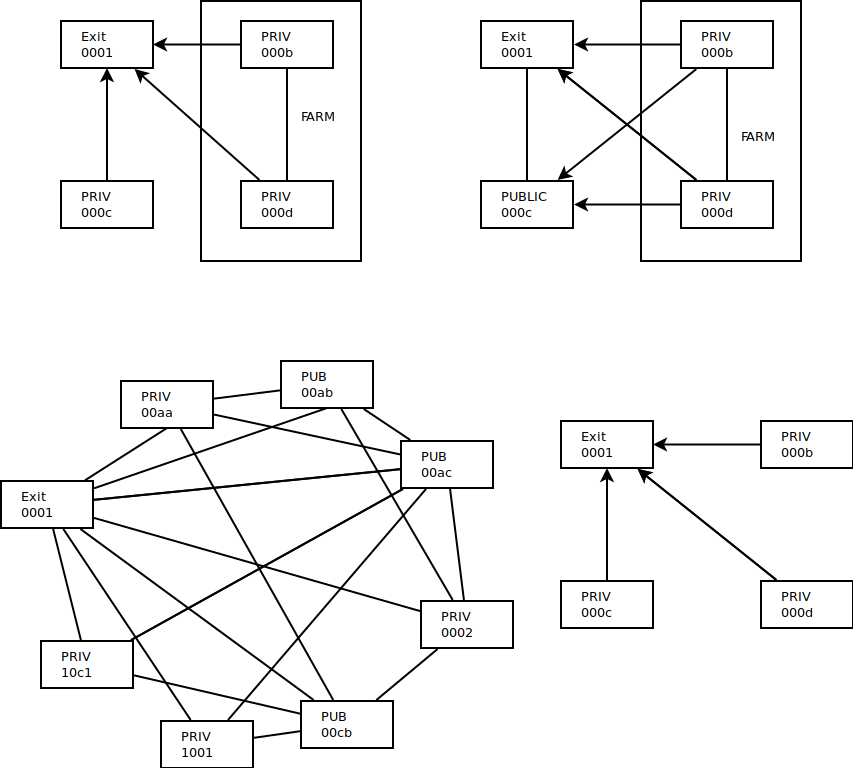 Exit
0001
PRIV
000b
FARM
PRIV
000c
PRIV
000d
Exit
0001
PRIV
000b
FARM
PUBLIC
000c
PRIV
000d
PUB
00ab
PRIV
00aa
PUB
00ac
Exit
0001
PRIV
0002
PRIV
10c1
PUB
00cb
PRIV
1001
Exit
0001
PRIV
000b
PRIV
000c
PRIV
000d